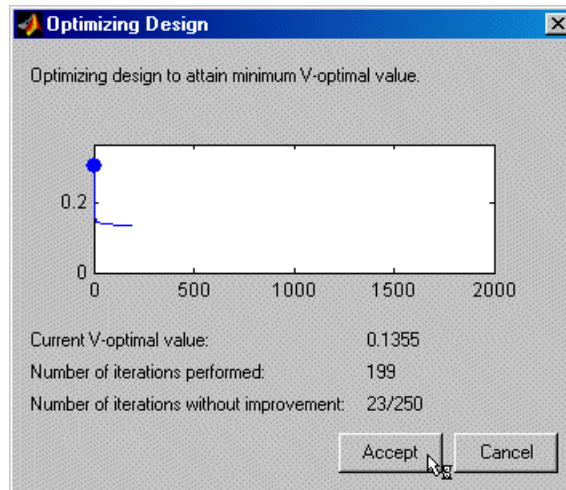 Optimizing Design
Optimizing design to attain minimum V-optimal value.
0.2
0
0 500 1000 1500 2000
Current V-optimal value: 0.1355
Number of iterations performed: 199
Number of iterations without improvement: 23/250
Accept Cancel